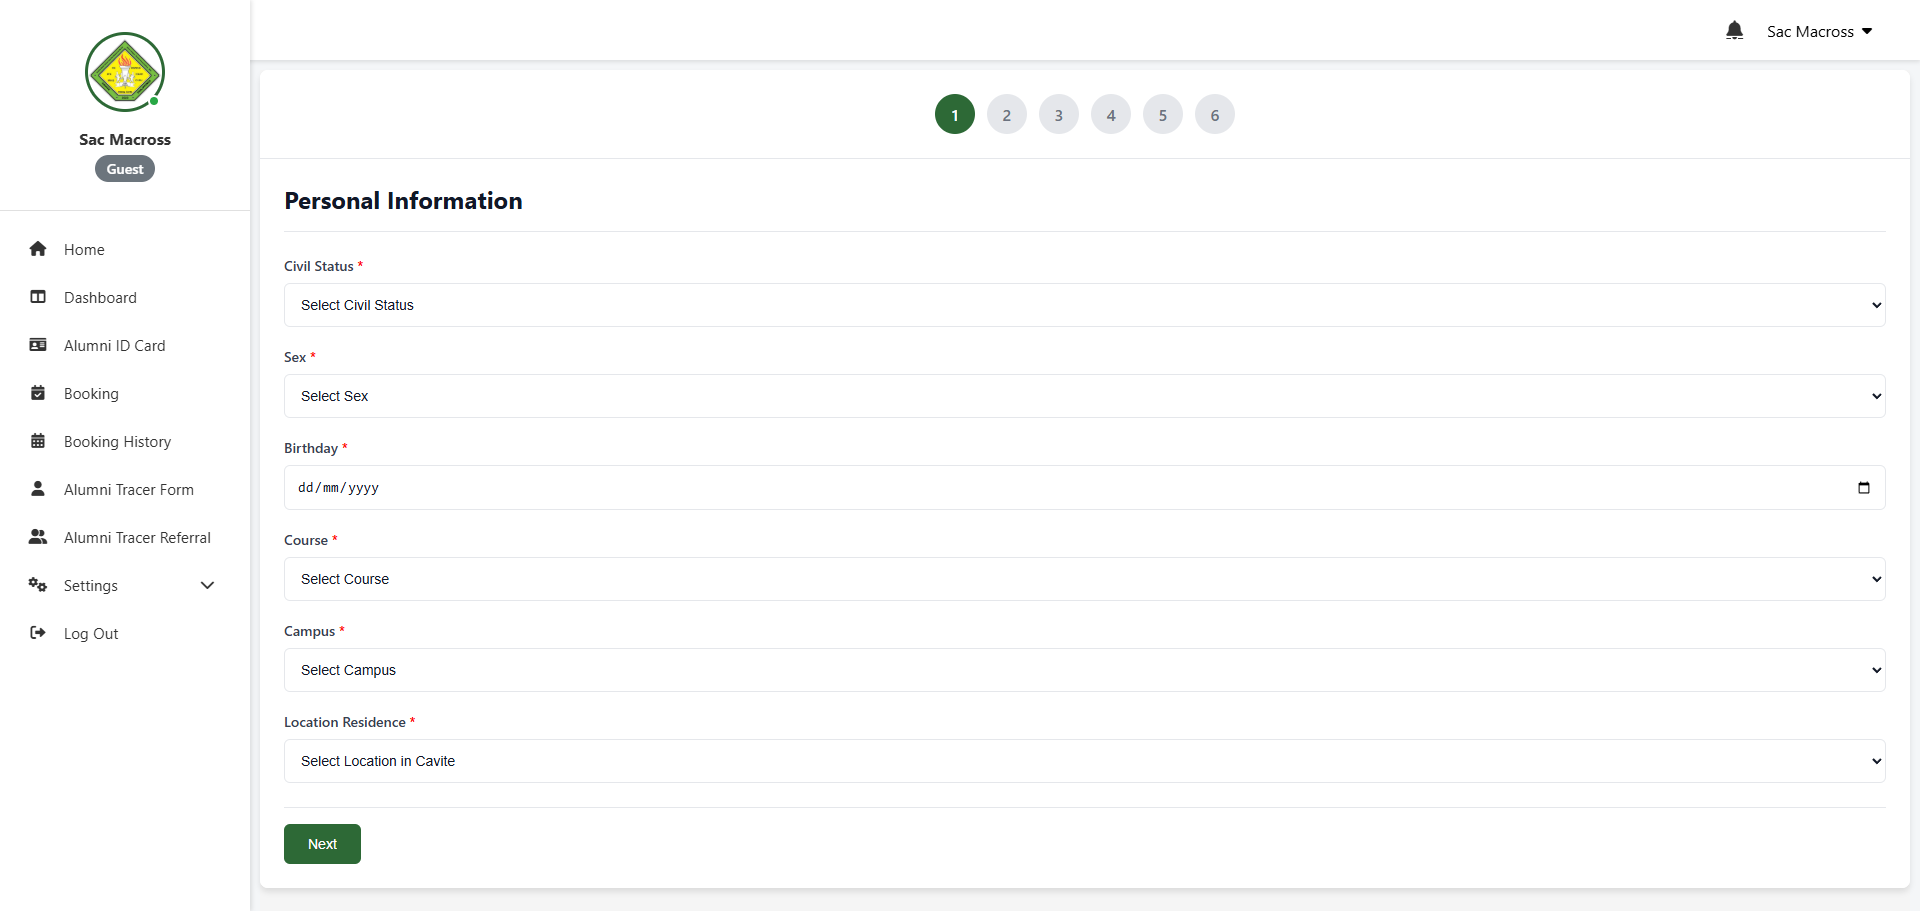 Sac Macross
Sac Macross
Guest
Home
Dashboard
Alumni ID Card
Booking
Booking History
Alumni Tracer Form
Alumni Tracer Referral
Settings
Log Out
1 2 3 4 5 6
Personal Information
Civil Status *
Select Civil Status
Sex *
Select Sex
Birthday *
dd/mm/yyyy
Course *
Select Course
Campus *
Select Campus
Location Residence *
Select Location in Cavite
Next